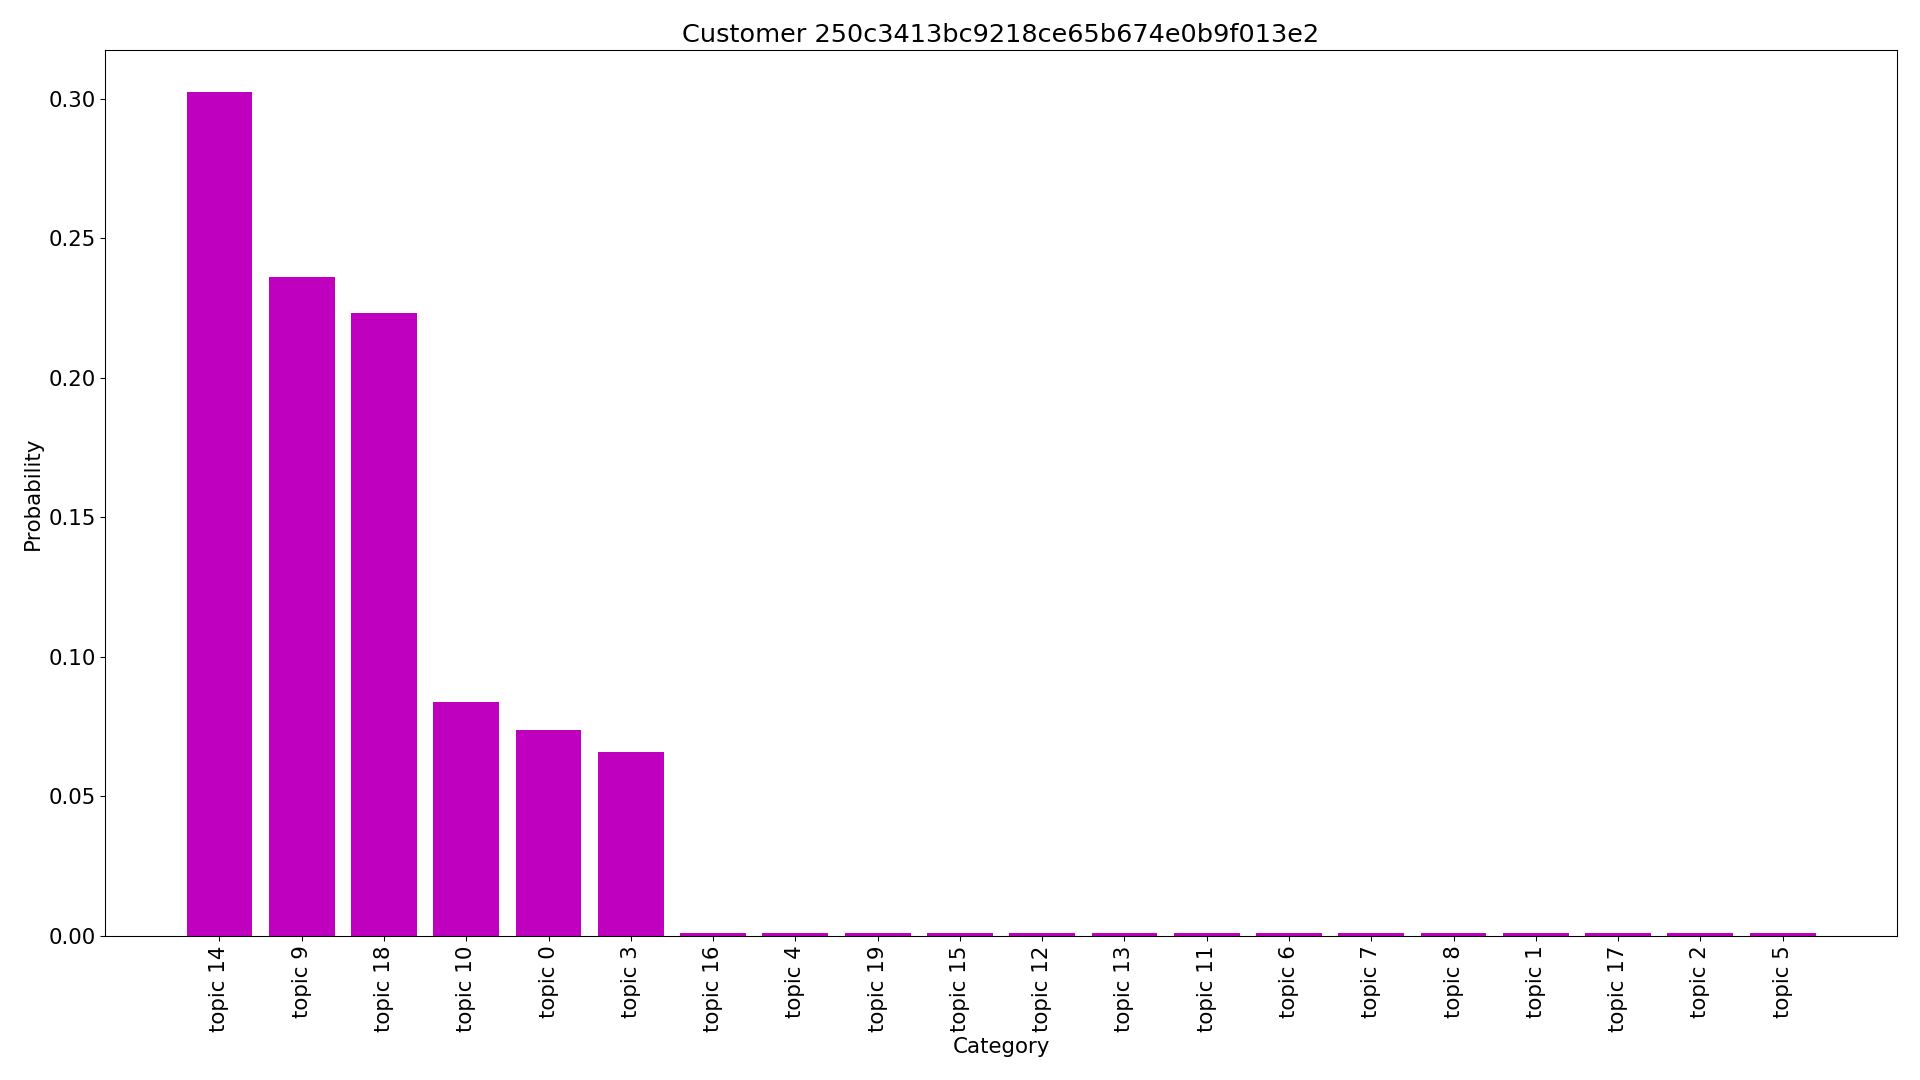 Customer 250c3413bc9218ce65b674e0b9f013e2
Probability
0.30
0.25
0.20
0.15
0.10
0.05
0.00
topic 14
topic 9
topic 18
topic 10
topic 0
topic 3
topic 16
topic 4
topic 19
topic 15
topic 12
topic 13
topic 11
topic 6
topic 7
topic 8
topic 1
topic 17
topic 2
topic 5
Category